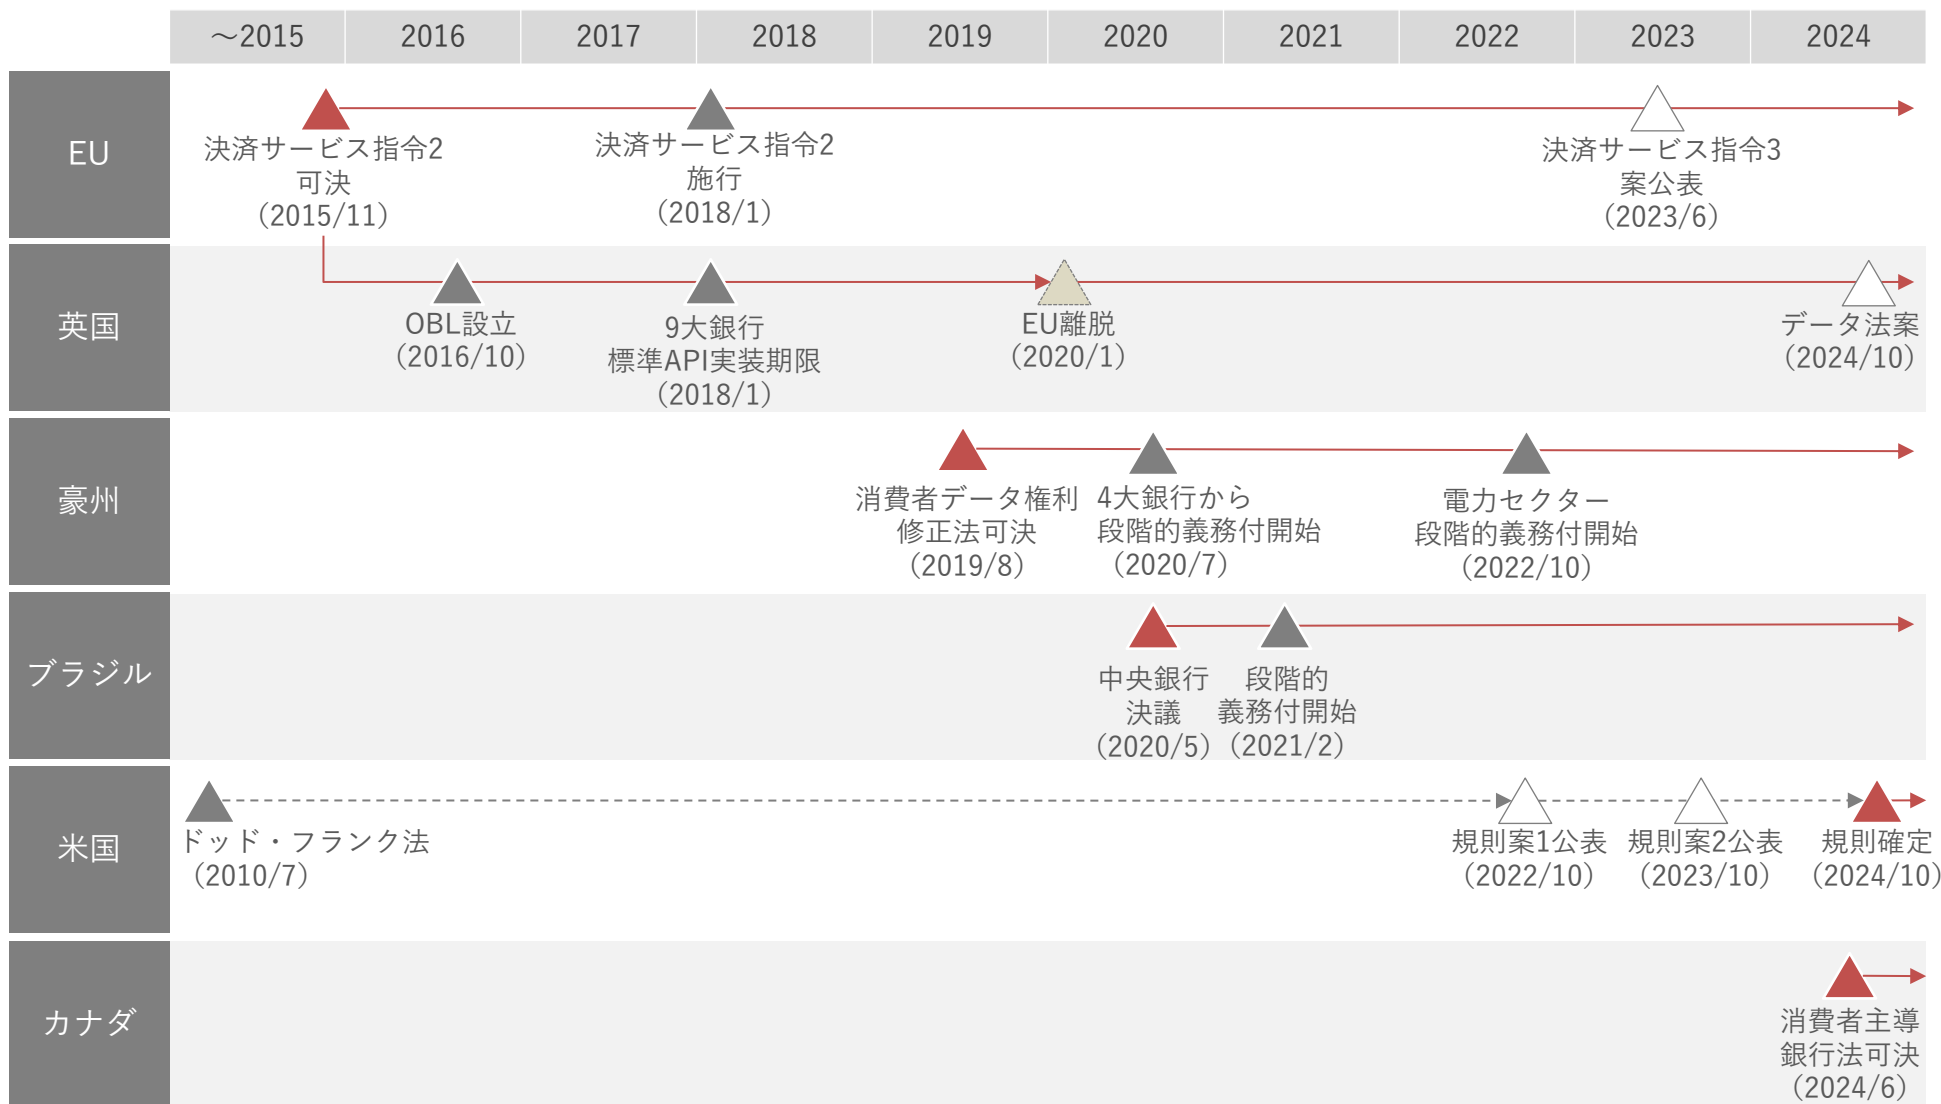 ～2015
2016
2017
2018
2019
2020
2021
2022
2023
2024
EU
決済サービス指令2
可決
（2015/11）
決済サービス指令2
施行
（2018/1）
決済サービス指令3
案公表
（2023/6）
英国
OBL設立
（2016/10）
9大銀行
標準API実装期限
（2018/1）
EU離脱
（2020/1）
データ法案
（2024/10）
豪州
消費者データ権利
修正法可決
（2019/8）
4大銀行から
段階的義務付開始
（2020/7）
電力セクター
段階的義務付開始
（2022/10）
ブラジル
中央銀行
決議
（2020/5）
段階的
義務付開始
（2021/2）
米国
ドッド・フランク法
（2010/7）
規則案1公表
（2022/10）
規則案2公表
（2023/10）
規則確定
（2024/10）
カナダ
消費者主導
銀行法可決
（2024/6）